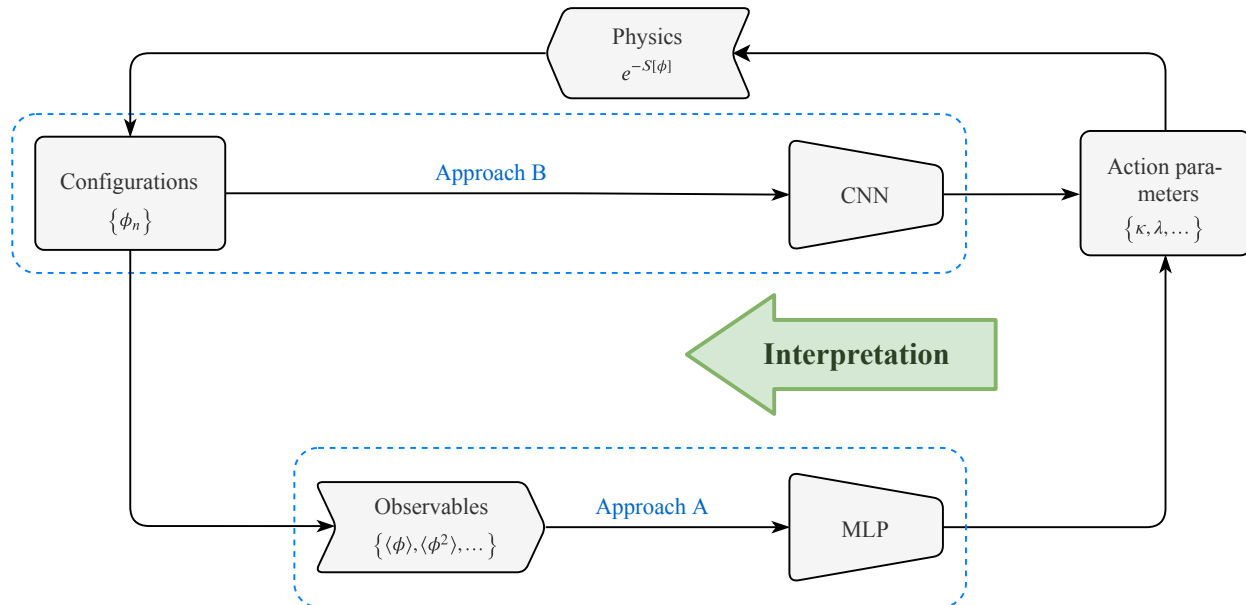 Physics
e^{-S[ϕ]}
Configurations
{ϕ_n}
Approach B
CNN
Action para-
meters
{κ, λ, …}
Interpretation
Observables
{⟨ϕ⟩, ⟨ϕ²⟩, …}
Approach A
MLP